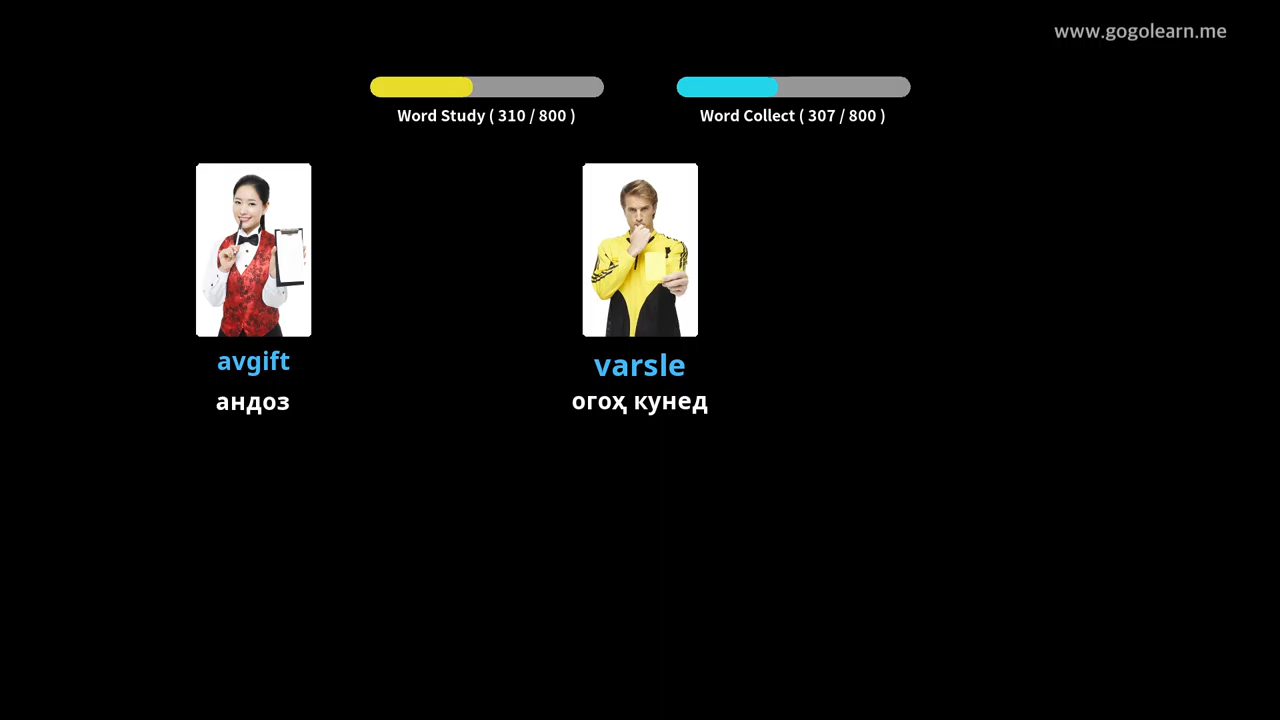 www.gogolearn.me
Word Study ( 310 / 800 )
Word Collect ( 307 / 800 )
avgift
varsle
андоз
огоҳ кунед